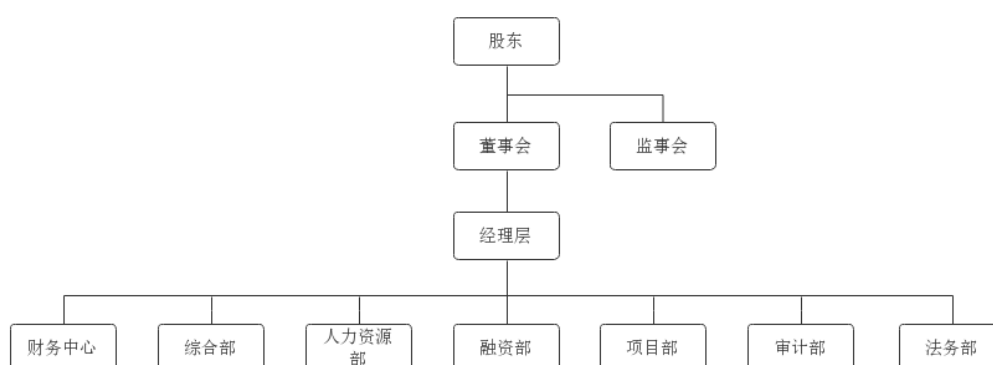 股东
董事会
监事会
经理层
财务中心
综合部
人力资源
部
融资部
项目部
审计部
法务部